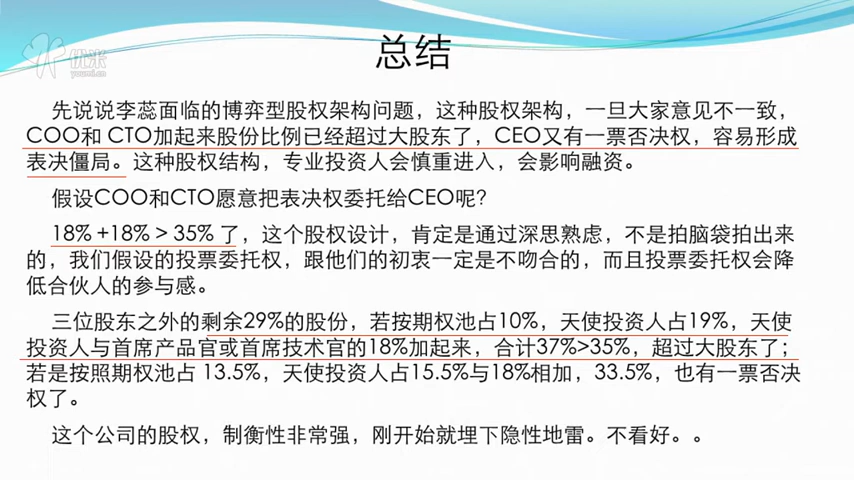 优米
youmi.cn
总结
先说说李蕊面临的博弈型股权架构问题，这种股权架构，一旦大家意见不一致，
COO和 CTO加起来股份比例已经超过大股东了，CEO又有一票否决权，容易形成
表决僵局。这种股权结构，专业投资人会慎重进入，会影响融资。
假设COO和CTO愿意把表决权委托给CEO呢？
18% +18% > 35% 了，这个股权设计，肯定是通过深思熟虑，不是拍脑袋拍出来
的，我们假设的投票委托权，跟他们的初衷一定是不吻合的，而且投票委托权会降
低合伙人的参与感。
三位股东之外的剩余29%的股份，若按期权池占10%，天使投资人占19%，天使
投资人与首席产品官或首席技术官的18%加起来，合计37%>35%，超过大股东了；
若是按照期权池占 13.5%，天使投资人占15.5%与18%相加，33.5%，也有一票否决
权了。
这个公司的股权，制衡性非常强，刚开始就埋下隐性地雷。不看好。。